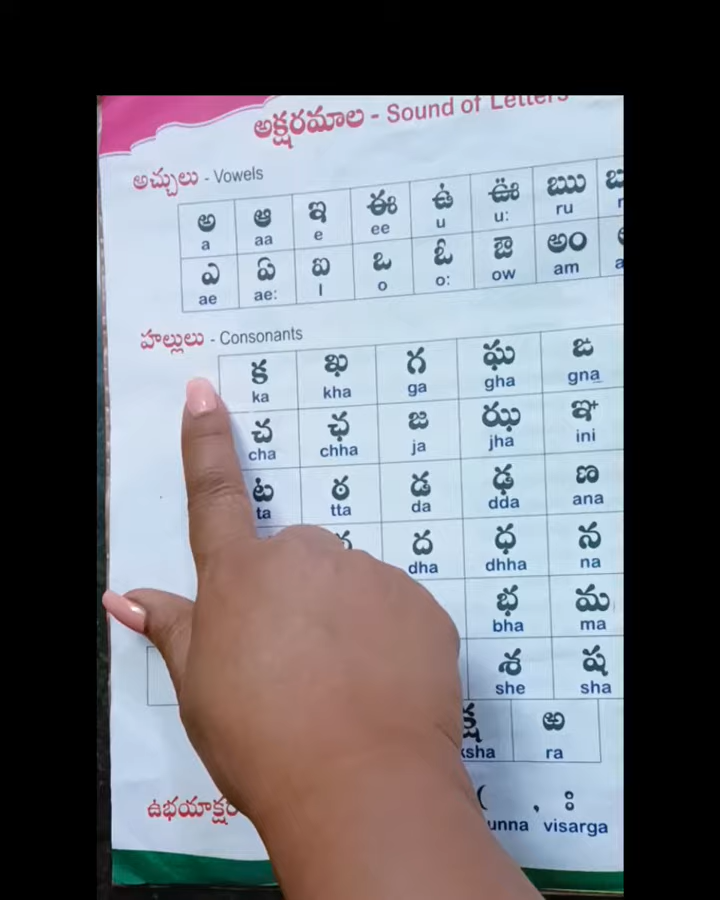 అక్షరమాల - Sound of Letters
అచ్చులు - Vowels
అ ఆ ఇ ఈ ఉ ఊ ఋ
a aa e ee u u: ru
ఎ ఏ ఐ ఒ ఓ ఔ అం
ae ae: I o o: ow am
హల్లులు - Consonants
క ఖ గ ఘ ఙ
ka kha ga gha gna
చ ఛ జ ఝ ఞ
cha chha ja jha ini
ట ఠ డ ఢ ణ
ta tta da dda ana
ద ధ న
dha dhha na
భ మ
bha ma
శ ష
she sha
క్ష ఱ
ksha ra
ః
visarga